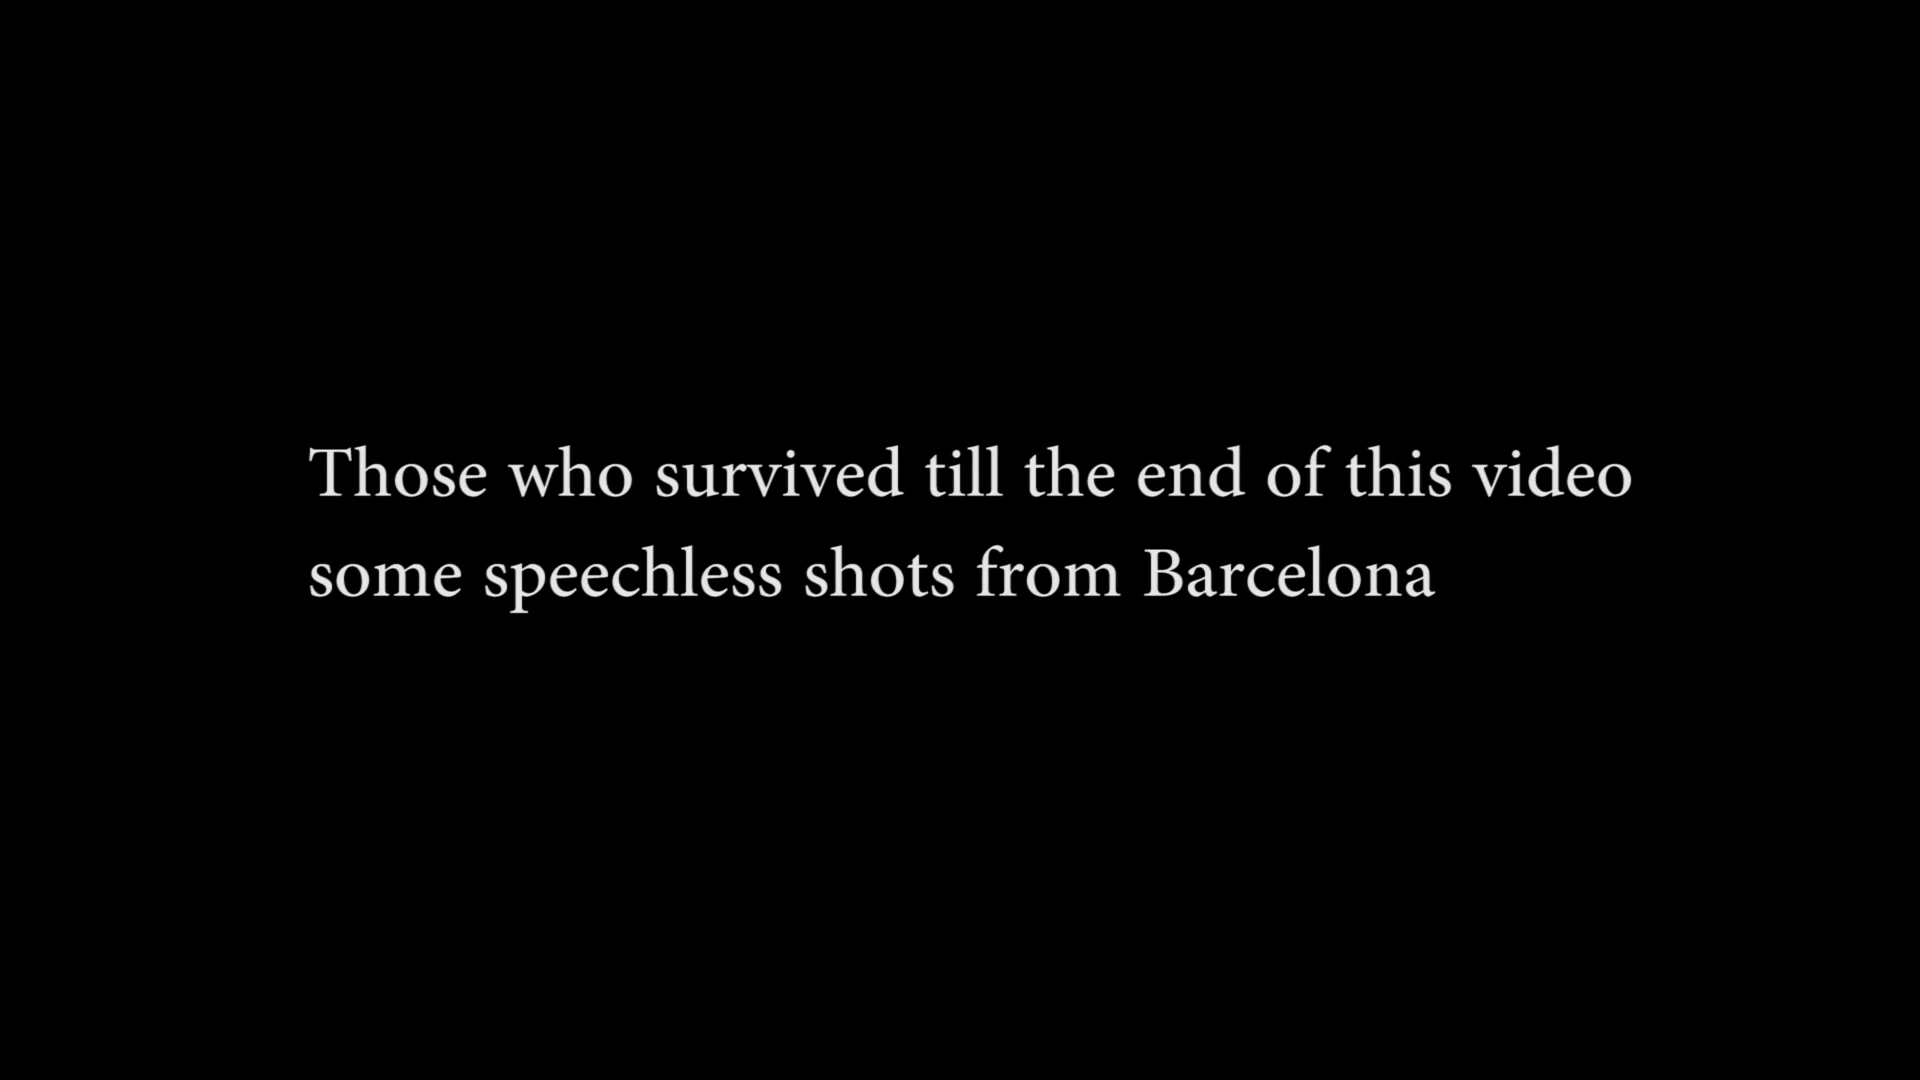 Those who survived till the end of this video
some speechless shots from Barcelona